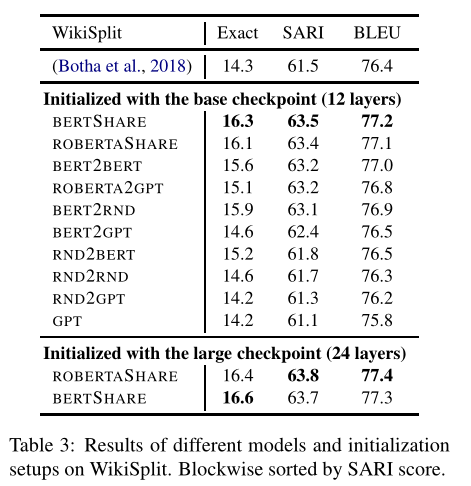 WikiSplit Exact SARI BLEU
(Botha et al., 2018) 14.3 61.5 76.4
Initialized with the base checkpoint (12 layers)
BERTSHARE 16.3 63.5 77.2
ROBERTASHARE 16.1 63.4 77.1
BERT2BERT 15.6 63.2 77.0
ROBERTA2GPT 15.1 63.2 76.8
BERT2RND 15.9 63.1 76.9
BERT2GPT 14.6 62.4 76.5
RND2BERT 15.2 61.8 76.5
RND2RND 14.6 61.7 76.3
RND2GPT 14.2 61.3 76.2
GPT 14.2 61.1 75.8
Initialized with the large checkpoint (24 layers)
ROBERTASHARE 16.4 63.8 77.4
BERTSHARE 16.6 63.7 77.3
Table 3: Results of different models and initialization
setups on WikiSplit. Blockwise sorted by SARI score.